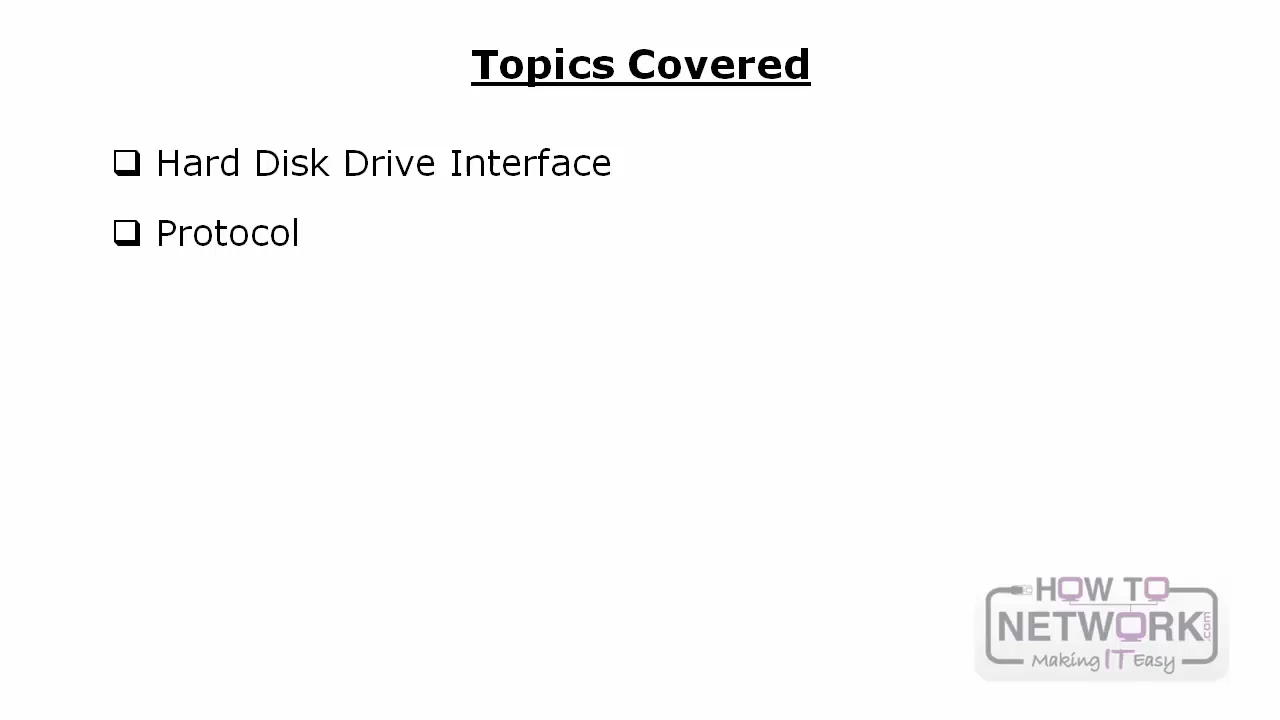 Topics Covered
Hard Disk Drive Interface
Protocol
HOW TO
NETWORK.com
Making IT Easy